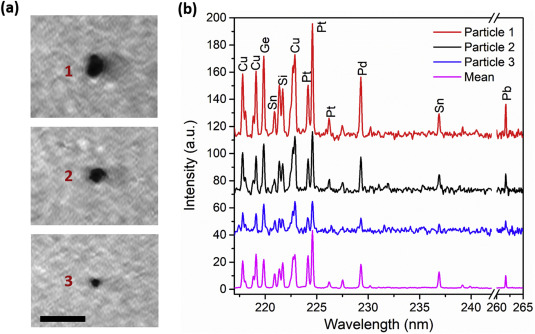 (a)
1
2
3
(b)
200
180
160
140
120
100
80
60
40
20
0
Intensity (a.u.)
Cu
Cu
Ge
Sn
Si
Cu
Pt
Pt
Pt
Pd
Sn
Pb
Particle 1
Particle 2
Particle 3
Mean
220 225 230 235 240 260 265
Wavelength (nm)